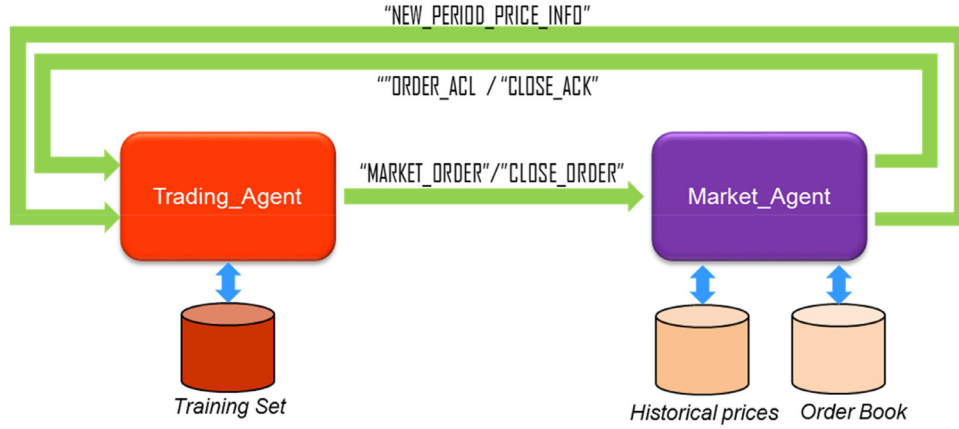 “NEW_PERIOD_PRICE_INFO”
“”ORDER_ACL / “CLOSE_ACK”
“MARKET_ORDER”/“CLOSE_ORDER”
Trading_Agent
Market_Agent
Training Set
Historical prices
Order Book